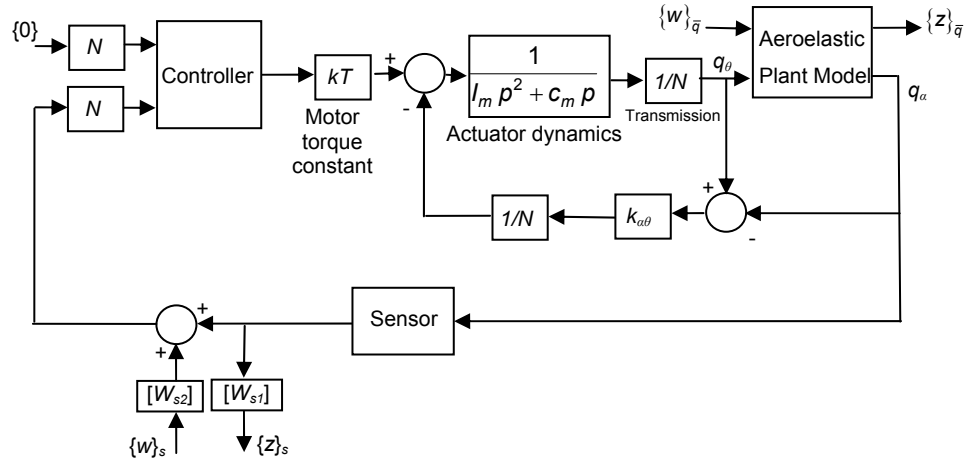 {0}
N
N
Controller
kT
Motor
torque
constant
+
-
1
I_m p² + c_m p
Actuator dynamics
1/N
Transmission
{w}_q̅
q_θ
Aeroelastic
Plant Model
{z}_q̅
q_α
+
-
k_αθ
1/N
Sensor
+
+
[W_s2]
[W_s1]
{w}_s
{z}_s